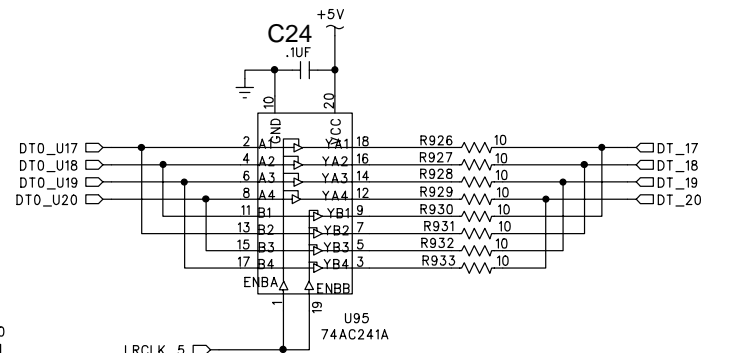 +5V
C24
.1UF
10 20
GND VCC
DT0_U17 2 A1 YA1 18 R926 10 DT_17
DT0_U18 4 A2 YA2 16 R927 10 DT_18
DT0_U19 6 A3 YA3 14 R928 10 DT_19
DT0_U20 8 A4 YA4 12 R929 10 DT_20
11 B1 YB1 9 R930 10
13 B2 YB2 7 R931 10
15 B3 YB3 5 R932 10
17 B4 YB4 3 R933 10
ENBA ENBB
1 19
U95
74AC241A
LRCLK_5